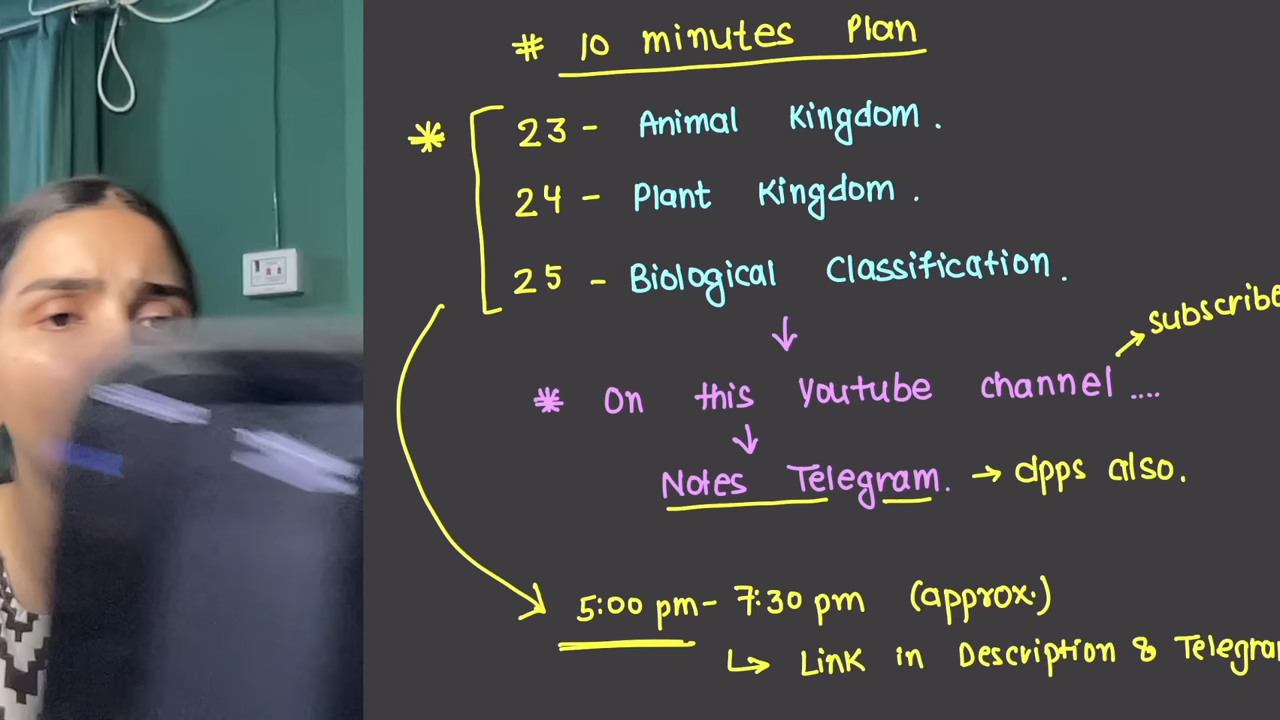 # 10 minutes Plan
* 23 - Animal Kingdom.
24 - Plant Kingdom.
25 - Biological Classification.
↓
→ subscribe
* On this Youtube channel ....
↓
Notes Telegram. → dpps also.
5:00 pm - 7:30 pm (approx.)
↳ Link in Description &